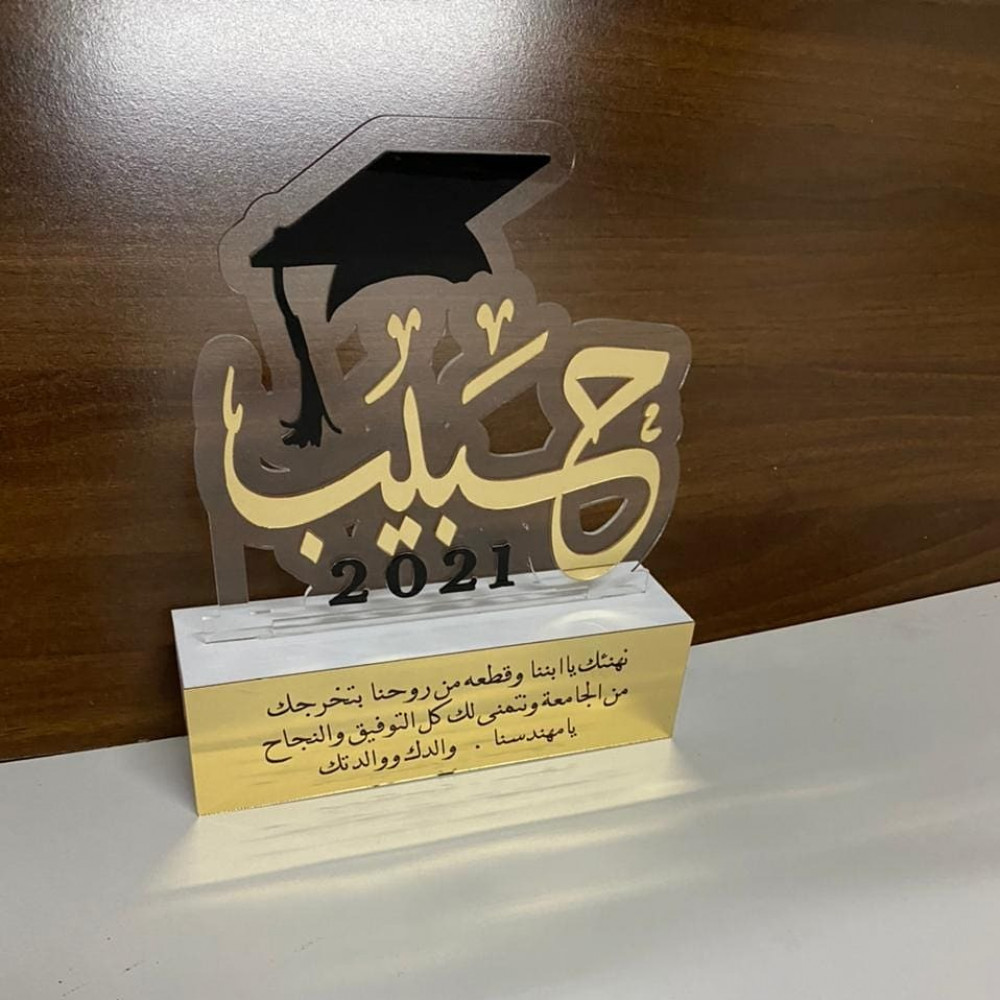 حبيب
2021
نهنئك يا ابننا وقطعه من روحنا بتخرجك
من الجامعة ونتمنى لك كل التوفيق والنجاح
يا مهندسنا . والدك ووالدتك